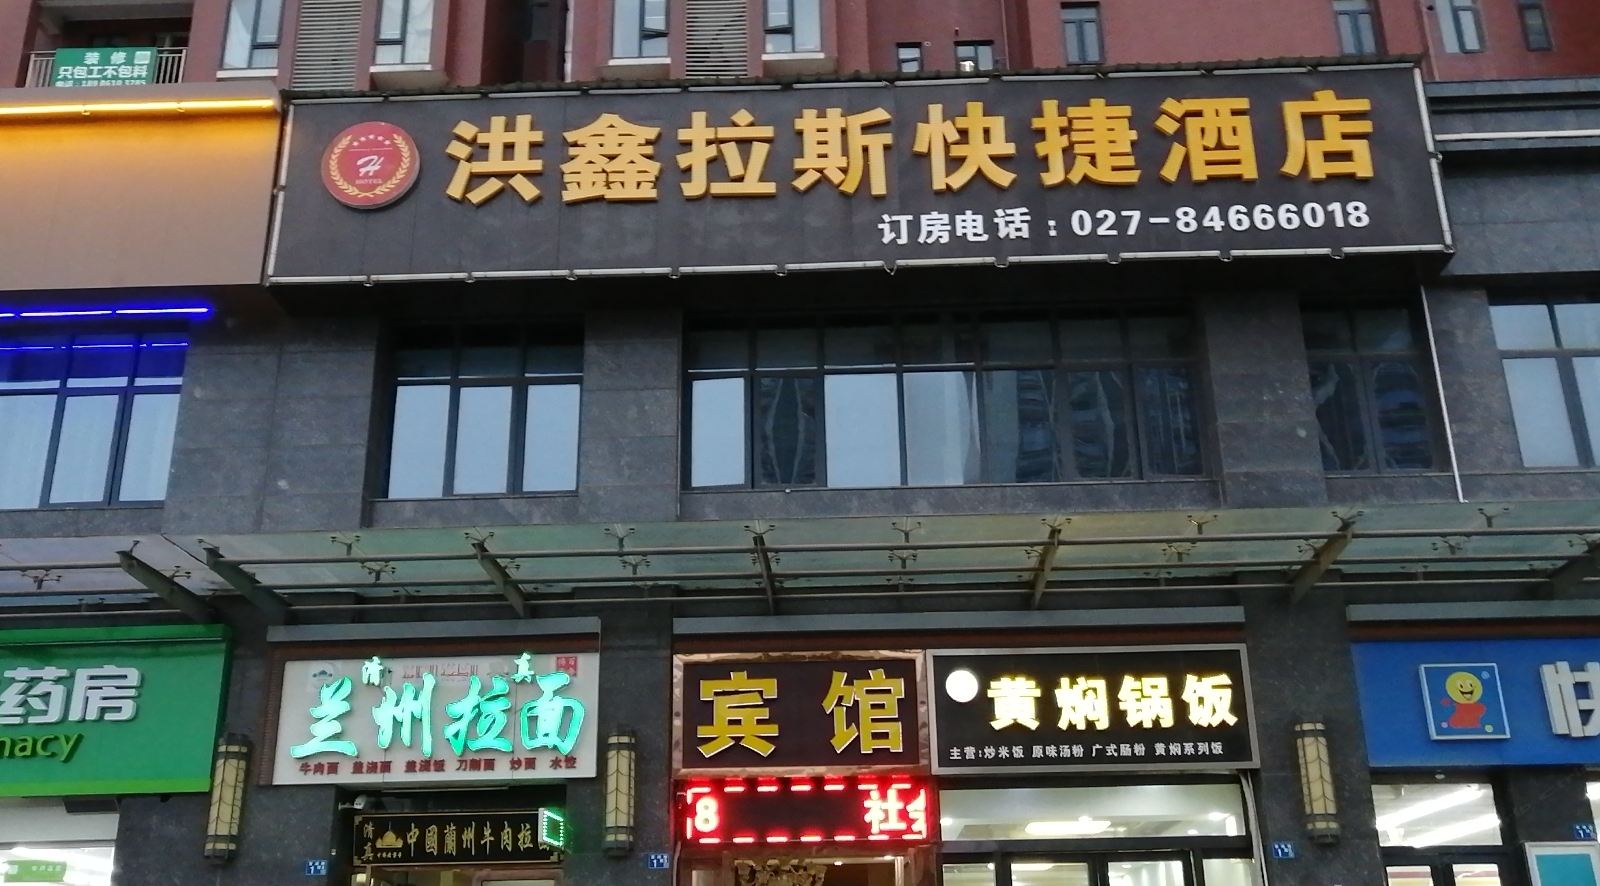 装修
只包工不包料
洪鑫拉斯快捷酒店
H
HOTEL
订房电话：027-84666018
药房
macy
清真
兰州拉面
牛肉面 盖浇面 盖浇饭 刀削面 炒面 水饺
清真
中國蘭州牛肉拉
宾馆
8 社会
黄焖锅饭
主营:炒米饭 原味汤粉 广式肠粉 黄焖系列饭
快